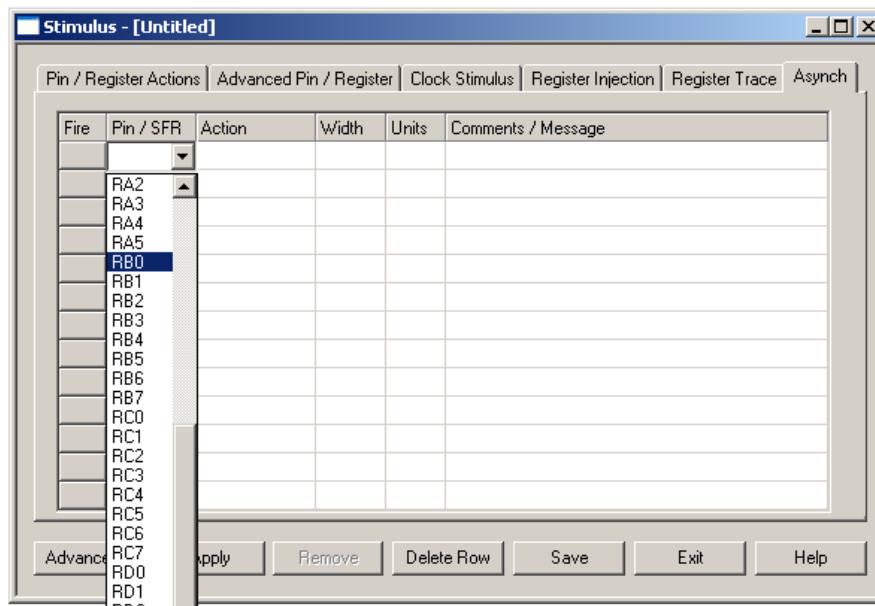 Stimulus - [Untitled]
Pin / Register Actions Advanced Pin / Register Clock Stimulus Register Injection Register Trace Asynch
Fire Pin / SFR Action Width Units Comments / Message
RA2
RA3
RA4
RA5
RB0
RB1
RB2
RB3
RB4
RB5
RB6
RB7
RC0
RC1
RC2
RC3
RC4
RC5
RC6
RC7
RD0
RD1
Remove Delete Row Save Exit Help